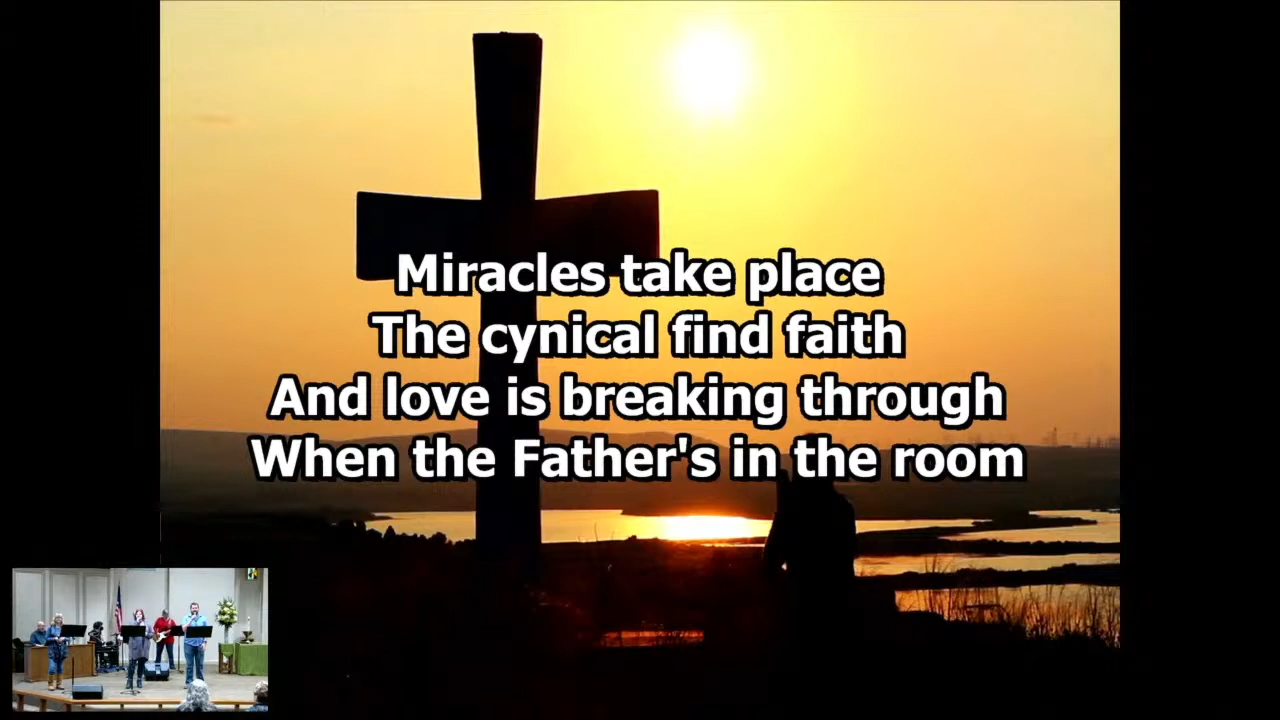 Miracles take place
The cynical find faith
And love is breaking through
When the Father's in the room